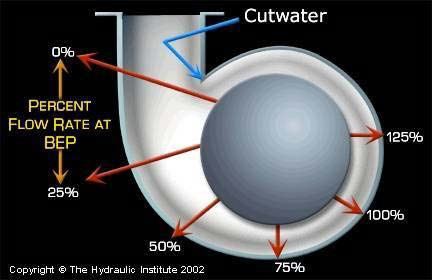 Cutwater
0%
PERCENT
FLOW RATE AT
BEP
25%
50%
75%
100%
125%
Copyright © The Hydraulic Institute 2002